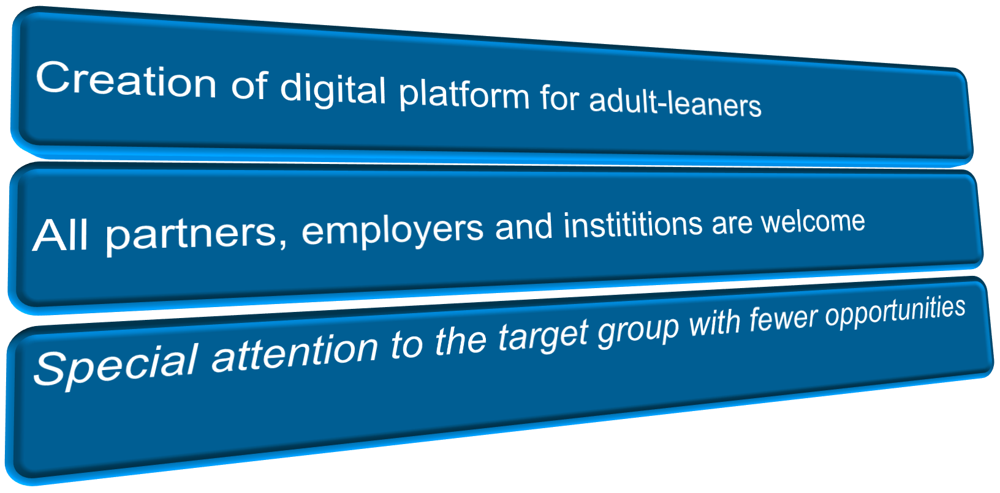 Creation of digital platform for adult-leaners
All partners, employers and instititions are welcome
Special attention to the target group with fewer opportunities